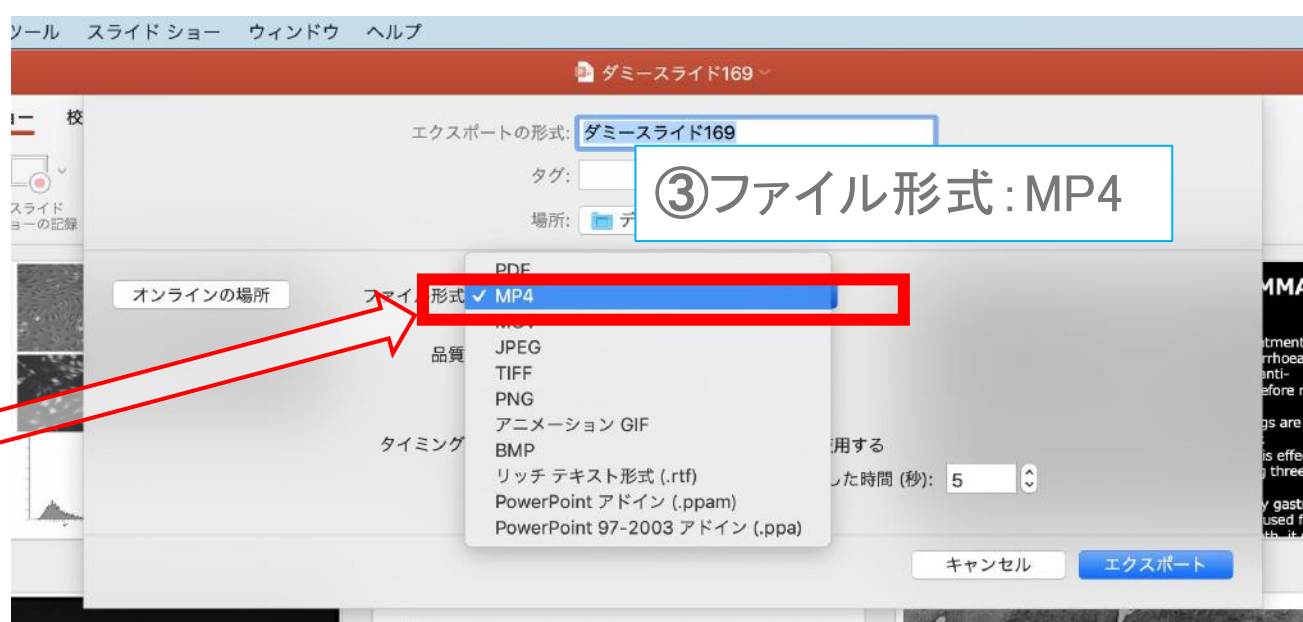 ツール スライド ショー ウィンドウ ヘルプ
ダミースライド169
校
エクスポートの形式: ダミースライド169
タグ:
③ファイル形式:MP4
スライド
ョーの記録
場所: デ
PDF
オンラインの場所 ファイル形式 ✓ MP4
MOV
品質 JPEG
TIFF
PNG
アニメーション GIF
タイミング BMP
用する
リッチ テキスト形式 (.rtf)
した時間 (秒): 5
PowerPoint アドイン (.ppam)
PowerPoint 97-2003 アドイン (.ppa)
キャンセル エクスポート
MMA
tment
rrhoea
anti-
efore
gs are
is effe
three
y gast
used f